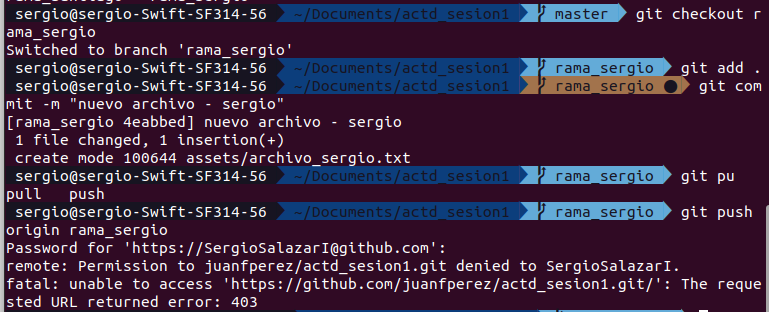 sergio@sergio-Swift-SF314-56 ~/Documents/actd_sesion1 master git checkout r
ama_sergio
Switched to branch 'rama_sergio'
sergio@sergio-Swift-SF314-56 ~/Documents/actd_sesion1 rama_sergio git add .
sergio@sergio-Swift-SF314-56 ~/Documents/actd_sesion1 rama_sergio ● git com
mit -m "nuevo archivo - sergio"
[rama_sergio 4eabbed] nuevo archivo - sergio
1 file changed, 1 insertion(+)
create mode 100644 assets/archivo_sergio.txt
sergio@sergio-Swift-SF314-56 ~/Documents/actd_sesion1 rama_sergio git pu
pull push
sergio@sergio-Swift-SF314-56 ~/Documents/actd_sesion1 rama_sergio git push
origin rama_sergio
Password for 'https://SergioSalazarI@github.com':
remote: Permission to juanfperez/actd_sesion1.git denied to SergioSalazarI.
fatal: unable to access 'https://github.com/juanfperez/actd_sesion1.git/': The reque
sted URL returned error: 403